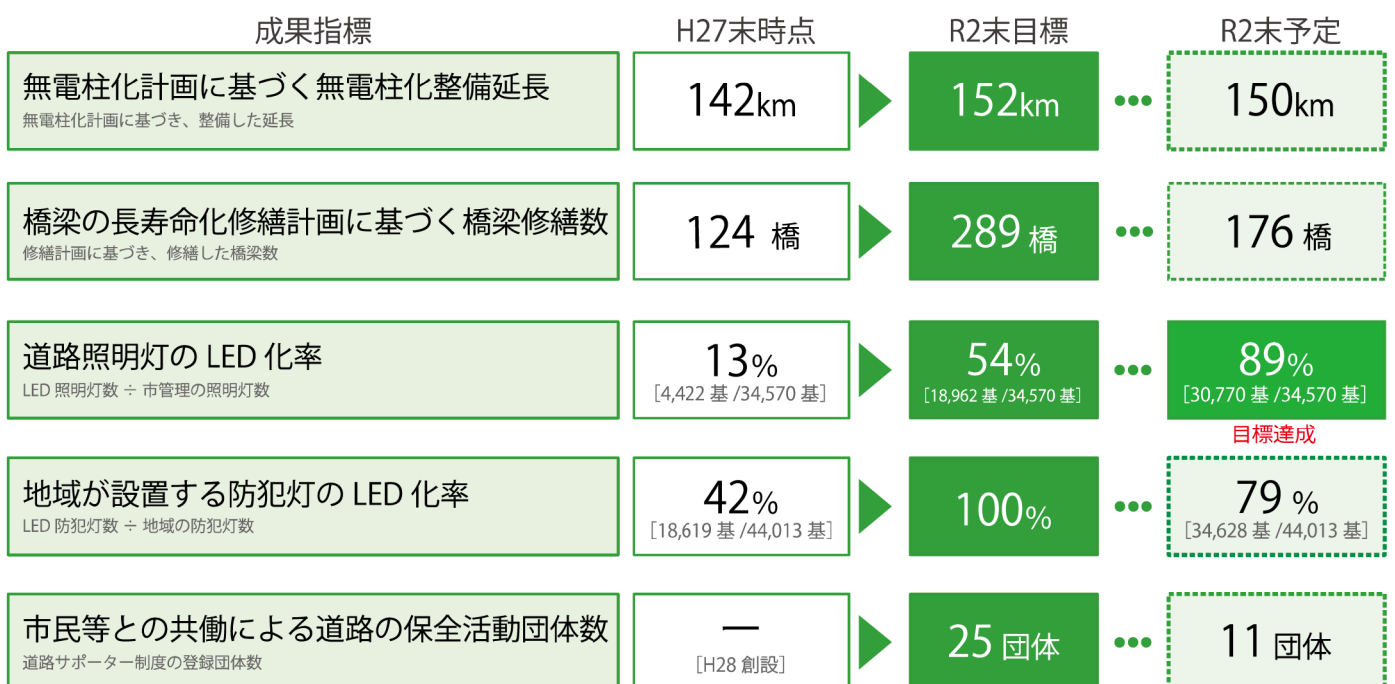 成果指標 H27末時点 R2末目標 R2末予定
無電柱化計画に基づく無電柱化整備延長
無電柱化計画に基づき、整備した延長
142km 152km 150km
橋梁の長寿命化修繕計画に基づく橋梁修繕数
修繕計画に基づき、修繕した橋梁数
124 橋 289 橋 176 橋
道路照明灯の LED 化率
LED 照明灯数 ÷ 市管理の照明灯数
13% 54% 89%
[4,422 基 /34,570 基] [18,962 基 /34,570 基] [30,770 基 /34,570 基]
目標達成
地域が設置する防犯灯の LED 化率
LED 防犯灯数 ÷ 地域の防犯灯数
42% 100% 79 %
[18,619 基 /44,013 基] [34,628 基 /44,013 基]
市民等との共働による道路の保全活動団体数
道路サポーター制度の登録団体数
— 25 団体 11 団体
[H28 創設]